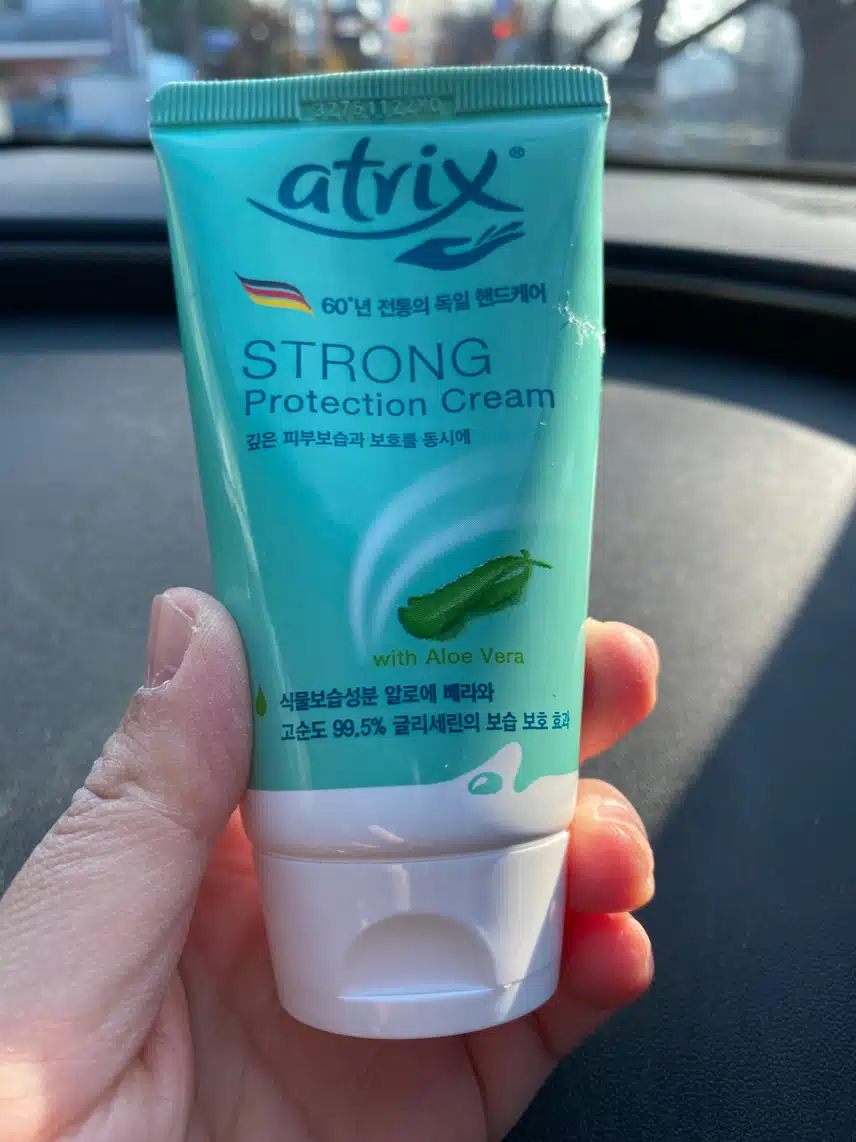 atrix®
60*년 전통의 독일 핸드케어
STRONG
Protection Cream
깊은 피부보습과 보호를 동시에
with Aloe Vera
식물보습성분 알로에 베라와
고순도 99.5% 글리세린의 보습 보호 효과